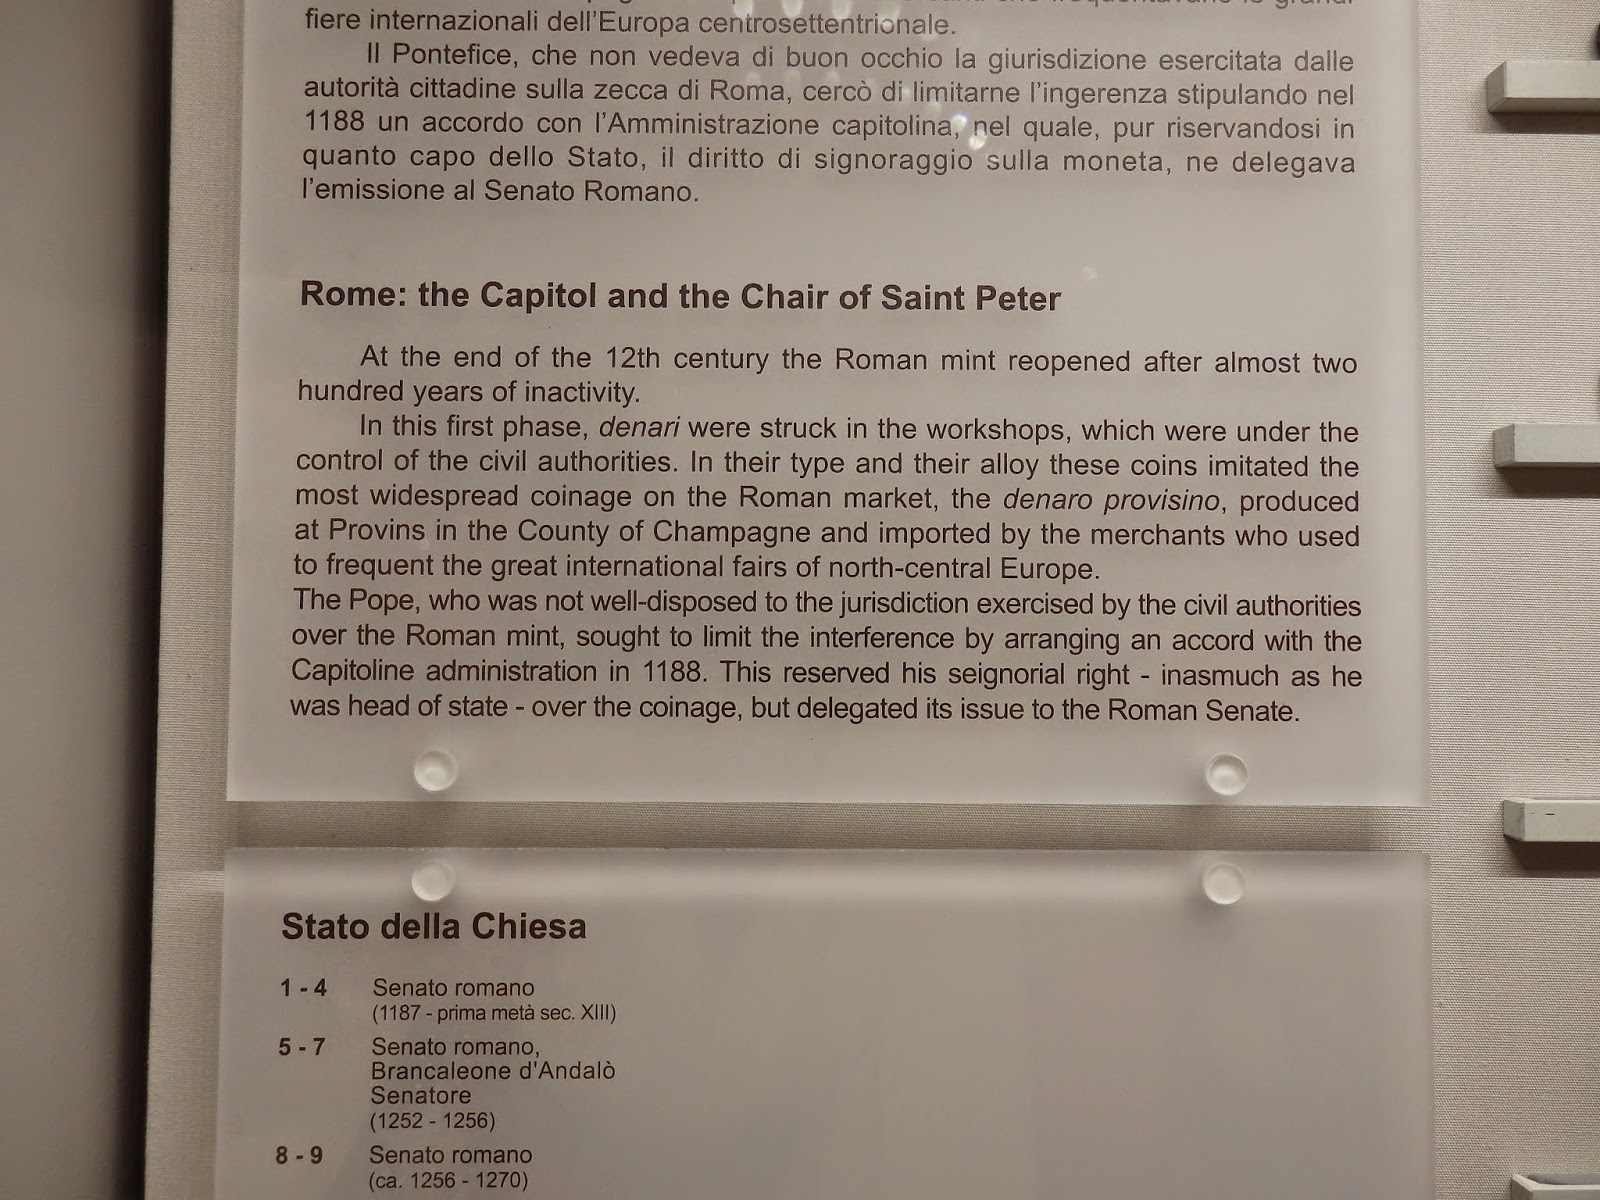 fiere internazionali dell'Europa centrosettentrionale.
Il Pontefice, che non vedeva di buon occhio la giurisdizione esercitata dalle
autorità cittadine sulla zecca di Roma, cercò di limitarne l'ingerenza stipulando nel
1188 un accordo con l'Amministrazione capitolina, nel quale, pur riservandosi in
quanto capo dello Stato, il diritto di signoraggio sulla moneta, ne delegava
l'emissione al Senato Romano.
Rome: the Capitol and the Chair of Saint Peter
At the end of the 12th century the Roman mint reopened after almost two
hundred years of inactivity.
In this first phase, denari were struck in the workshops, which were under the
control of the civil authorities. In their type and their alloy these coins imitated the
most widespread coinage on the Roman market, the denaro provisino, produced
at Provins in the County of Champagne and imported by the merchants who used
to frequent the great international fairs of north-central Europe.
The Pope, who was not well-disposed to the jurisdiction exercised by the civil authorities
over the Roman mint, sought to limit the interference by arranging an accord with the
Capitoline administration in 1188. This reserved his seignorial right - inasmuch as he
was head of state - over the coinage, but delegated its issue to the Roman Senate.
Stato della Chiesa
1 - 4 Senato romano
(1187 - prima metà sec. XIII)
5 - 7 Senato romano,
Brancaleone d'Andalò
Senatore
(1252 - 1256)
8 - 9 Senato romano
(ca. 1256 - 1270)